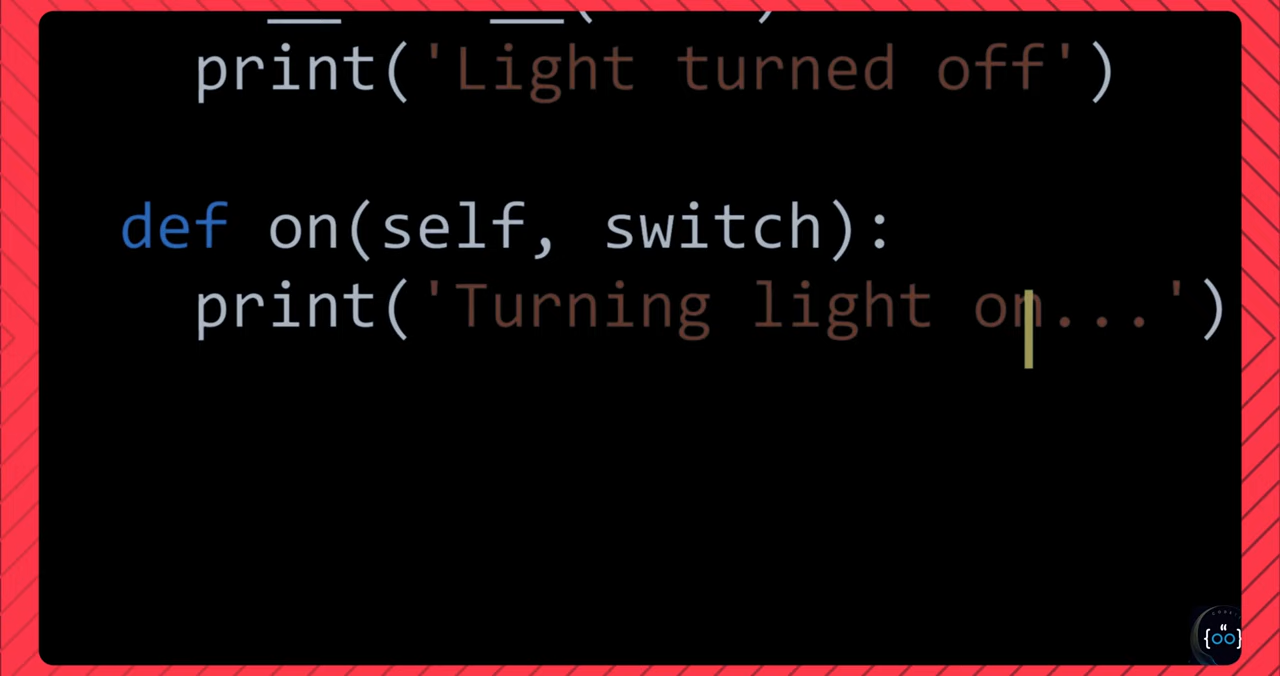 print('Light turned off')
def on(self, switch):
print('Turning light on...')